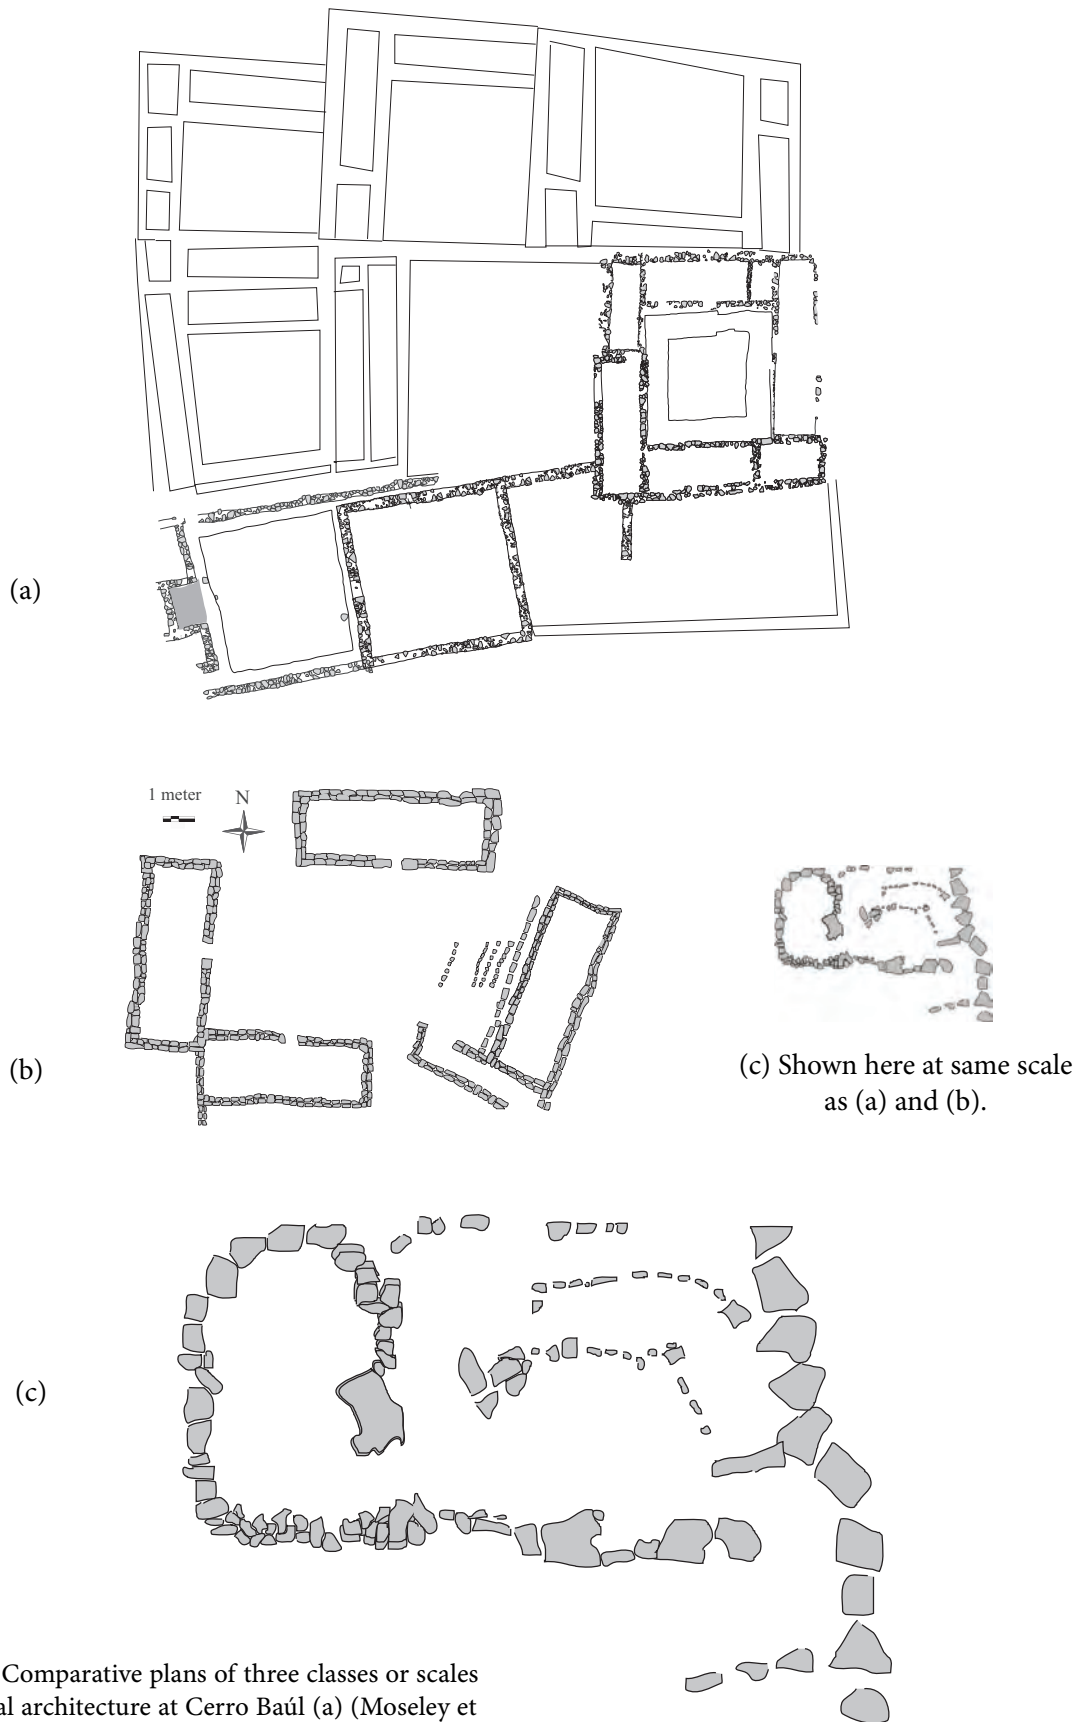 (a)
1 meter
N
(b)
(c) Shown here at same scale
as (a) and (b).
(c)
Comparative plans of three classes or scales
al architecture at Cerro Baúl (a) (Moseley et